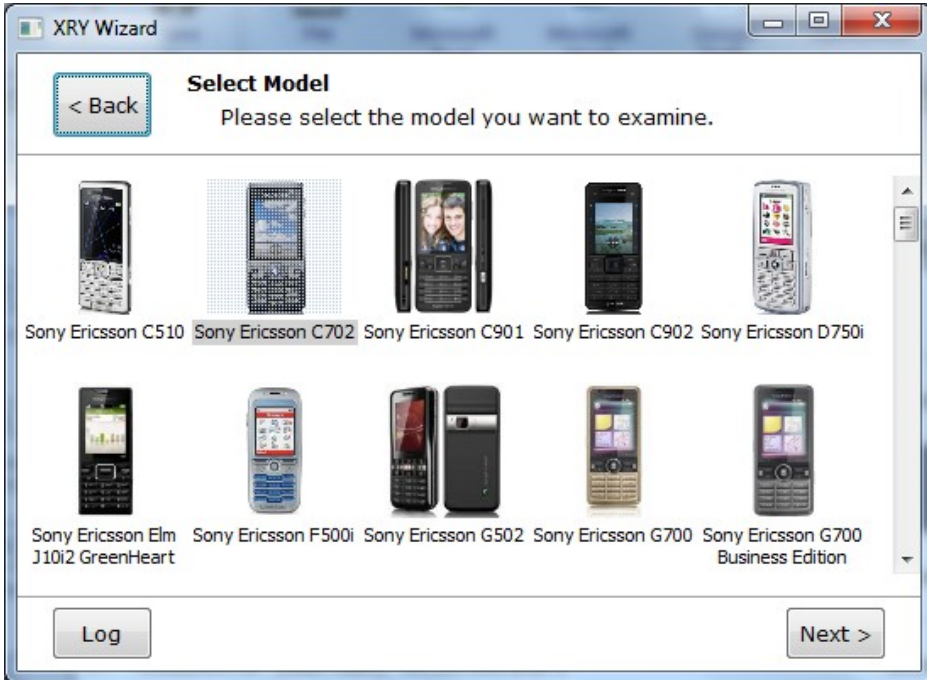 XRY Wizard
< Back
Select Model
Please select the model you want to examine.
Sony Ericsson C510
Sony Ericsson C702
Sony Ericsson C901
Sony Ericsson C902
Sony Ericsson D750i
Sony Ericsson Elm
J10i2 GreenHeart
Sony Ericsson F500i
Sony Ericsson G502
Sony Ericsson G700
Sony Ericsson G700
Business Edition
Log
Next >